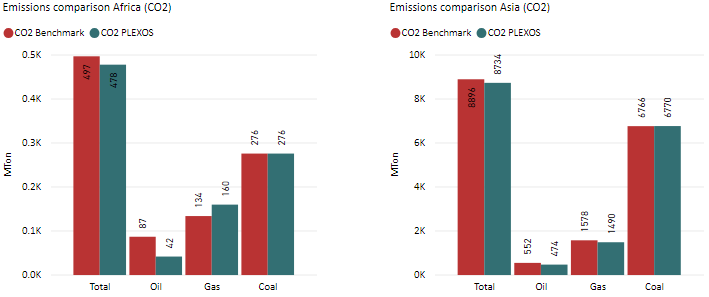 Emissions comparison Africa (CO2)
CO2 Benchmark CO2 PLEXOS
MTon
0.5K
0.4K
0.3K
0.2K
0.1K
0.0K
497
478
87
42
134
160
276
276
Total Oil Gas Coal
Emissions comparison Asia (CO2)
CO2 Benchmark CO2 PLEXOS
MTon
10K
8K
6K
4K
2K
0K
8896
8734
552
474
1578
1490
6766
6770
Total Oil Gas Coal